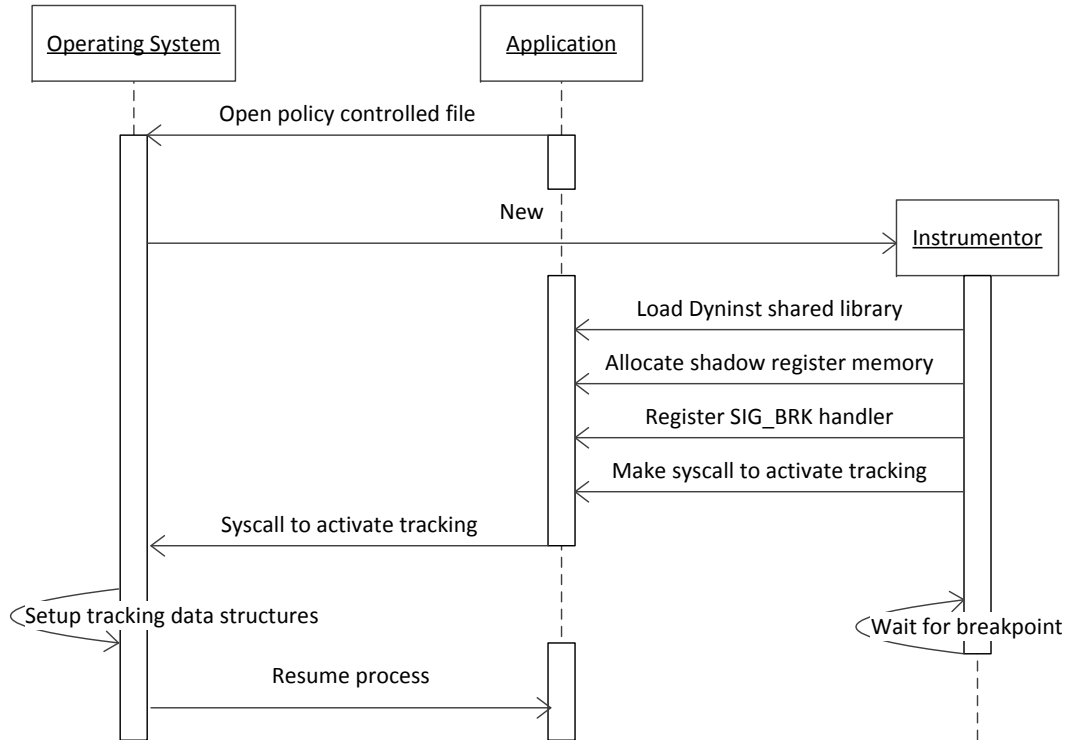 Operating System
Application
Open policy controlled file
New
Instrumentor
Load Dyninst shared library
Allocate shadow register memory
Register SIG_BRK handler
Make syscall to activate tracking
Syscall to activate tracking
Setup tracking data structures
Wait for breakpoint
Resume process